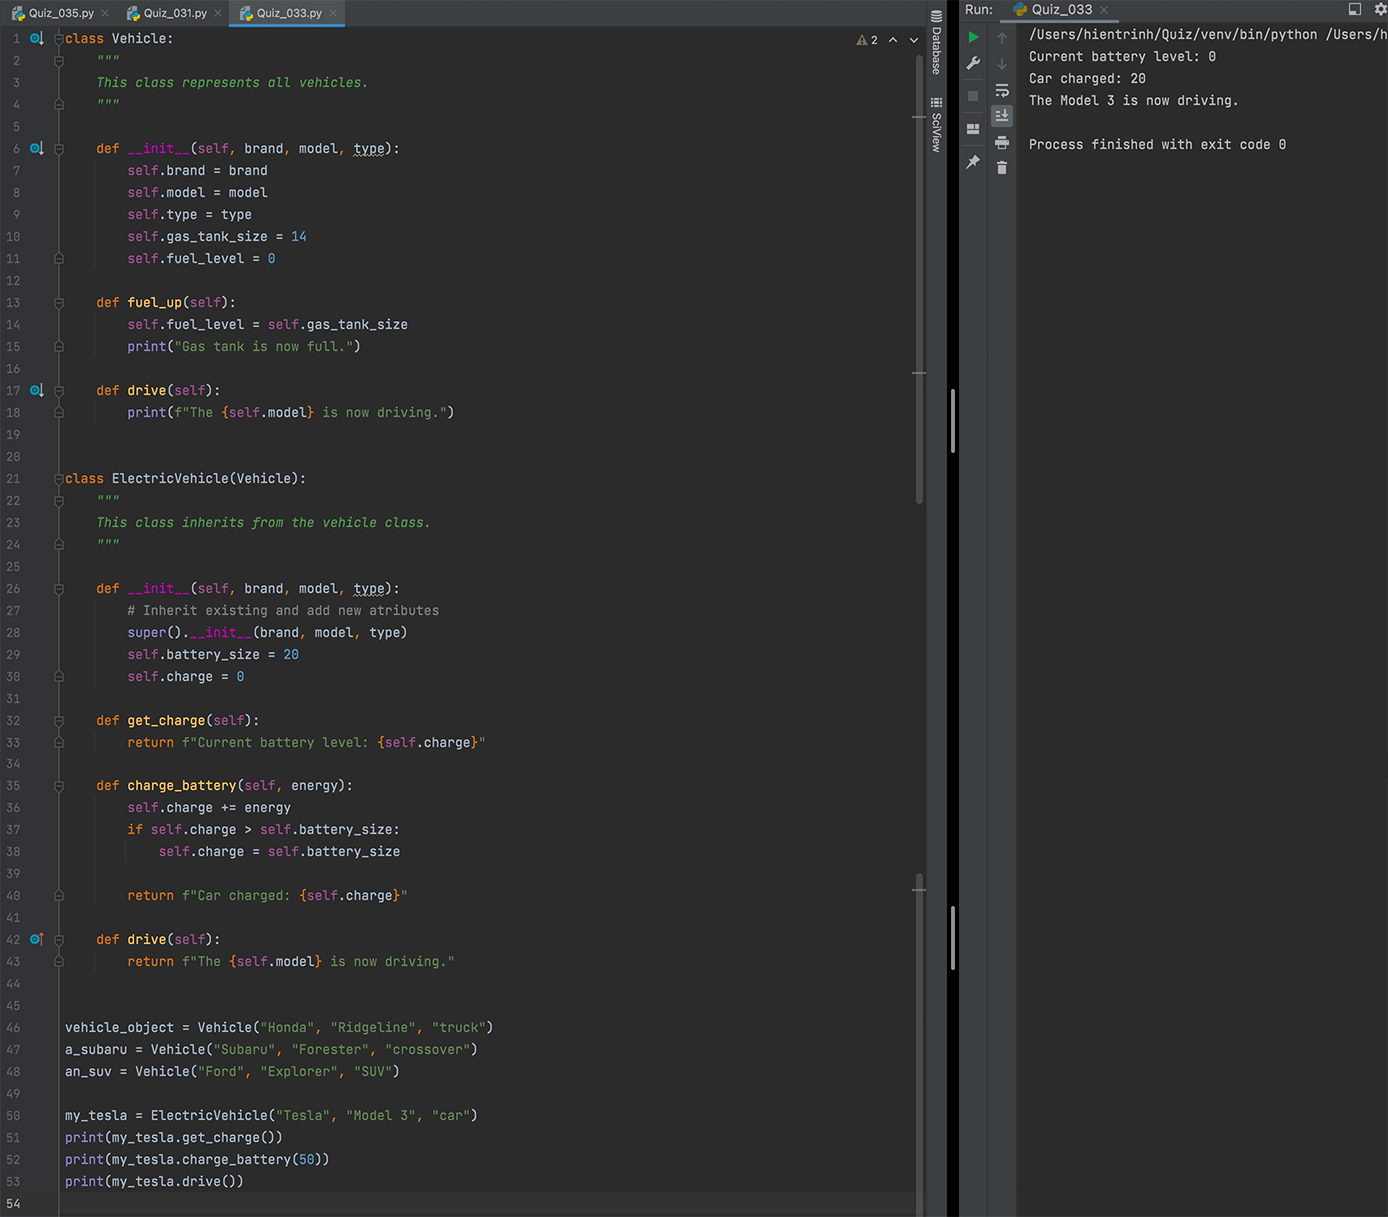 Quiz_035.py Quiz_031.py Quiz_033.py
1 class Vehicle:
2     """
3     This class represents all vehicles.
4     """
5
6     def __init__(self, brand, model, type):
7         self.brand = brand
8         self.model = model
9         self.type = type
10         self.gas_tank_size = 14
11         self.fuel_level = 0
12
13     def fuel_up(self):
14         self.fuel_level = self.gas_tank_size
15         print("Gas tank is now full.")
16
17     def drive(self):
18         print(f"The {self.model} is now driving.")
19
20
21 class ElectricVehicle(Vehicle):
22     """
23     This class inherits from the vehicle class.
24     """
25
26     def __init__(self, brand, model, type):
27         # Inherit existing and add new atributes
28         super().__init__(brand, model, type)
29         self.battery_size = 20
30         self.charge = 0
31
32     def get_charge(self):
33         return f"Current battery level: {self.charge}"
34
35     def charge_battery(self, energy):
36         self.charge += energy
37         if self.charge > self.battery_size:
38             self.charge = self.battery_size
39
40         return f"Car charged: {self.charge}"
41
42     def drive(self):
43         return f"The {self.model} is now driving."
44
45
46 vehicle_object = Vehicle("Honda", "Ridgeline", "truck")
47 a_subaru = Vehicle("Subaru", "Forester", "crossover")
48 an_suv = Vehicle("Ford", "Explorer", "SUV")
49
50 my_tesla = ElectricVehicle("Tesla", "Model 3", "car")
51 print(my_tesla.get_charge())
52 print(my_tesla.charge_battery(50))
53 print(my_tesla.drive())
54
2
Database
SciView
Run: Quiz_033
/Users/hientrinh/Quiz/venv/bin/python /Users/h
Current battery level: 0
Car charged: 20
The Model 3 is now driving.
Process finished with exit code 0